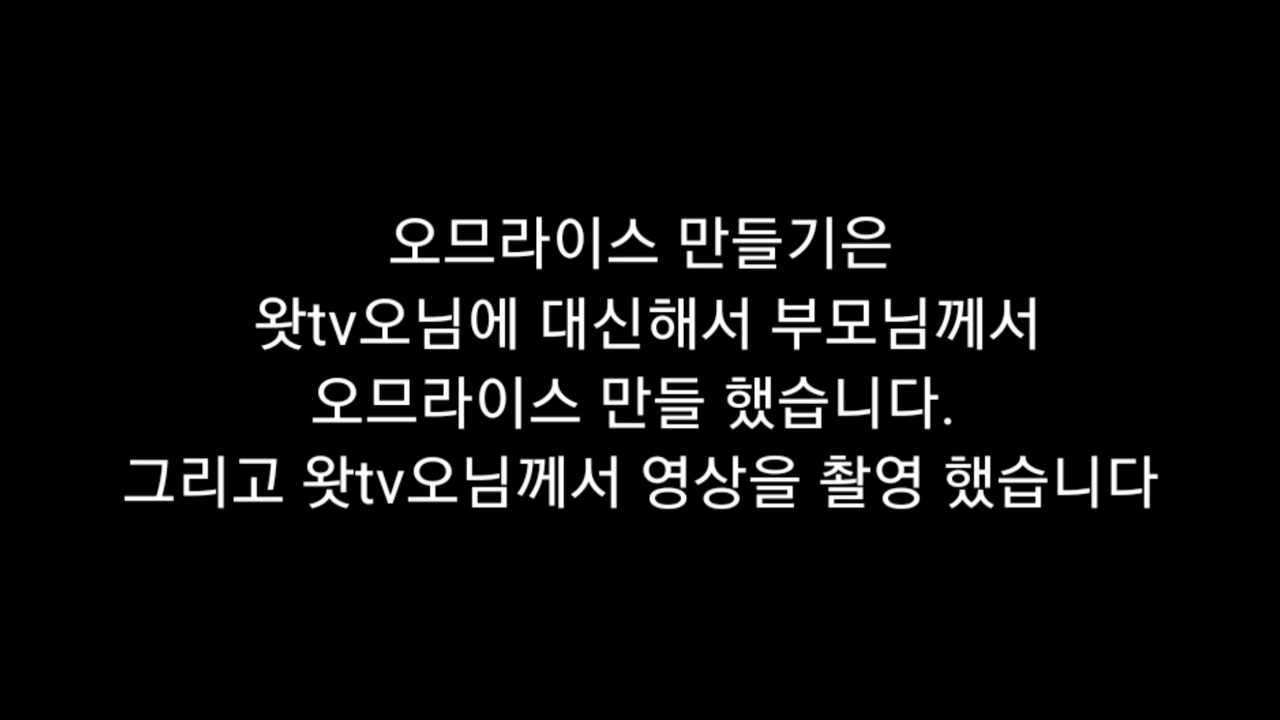 오므라이스 만들기은
왓tv오님에 대신해서 부모님께서
오므라이스 만들 했습니다.
그리고 왓tv오님께서 영상을 촬영 했습니다